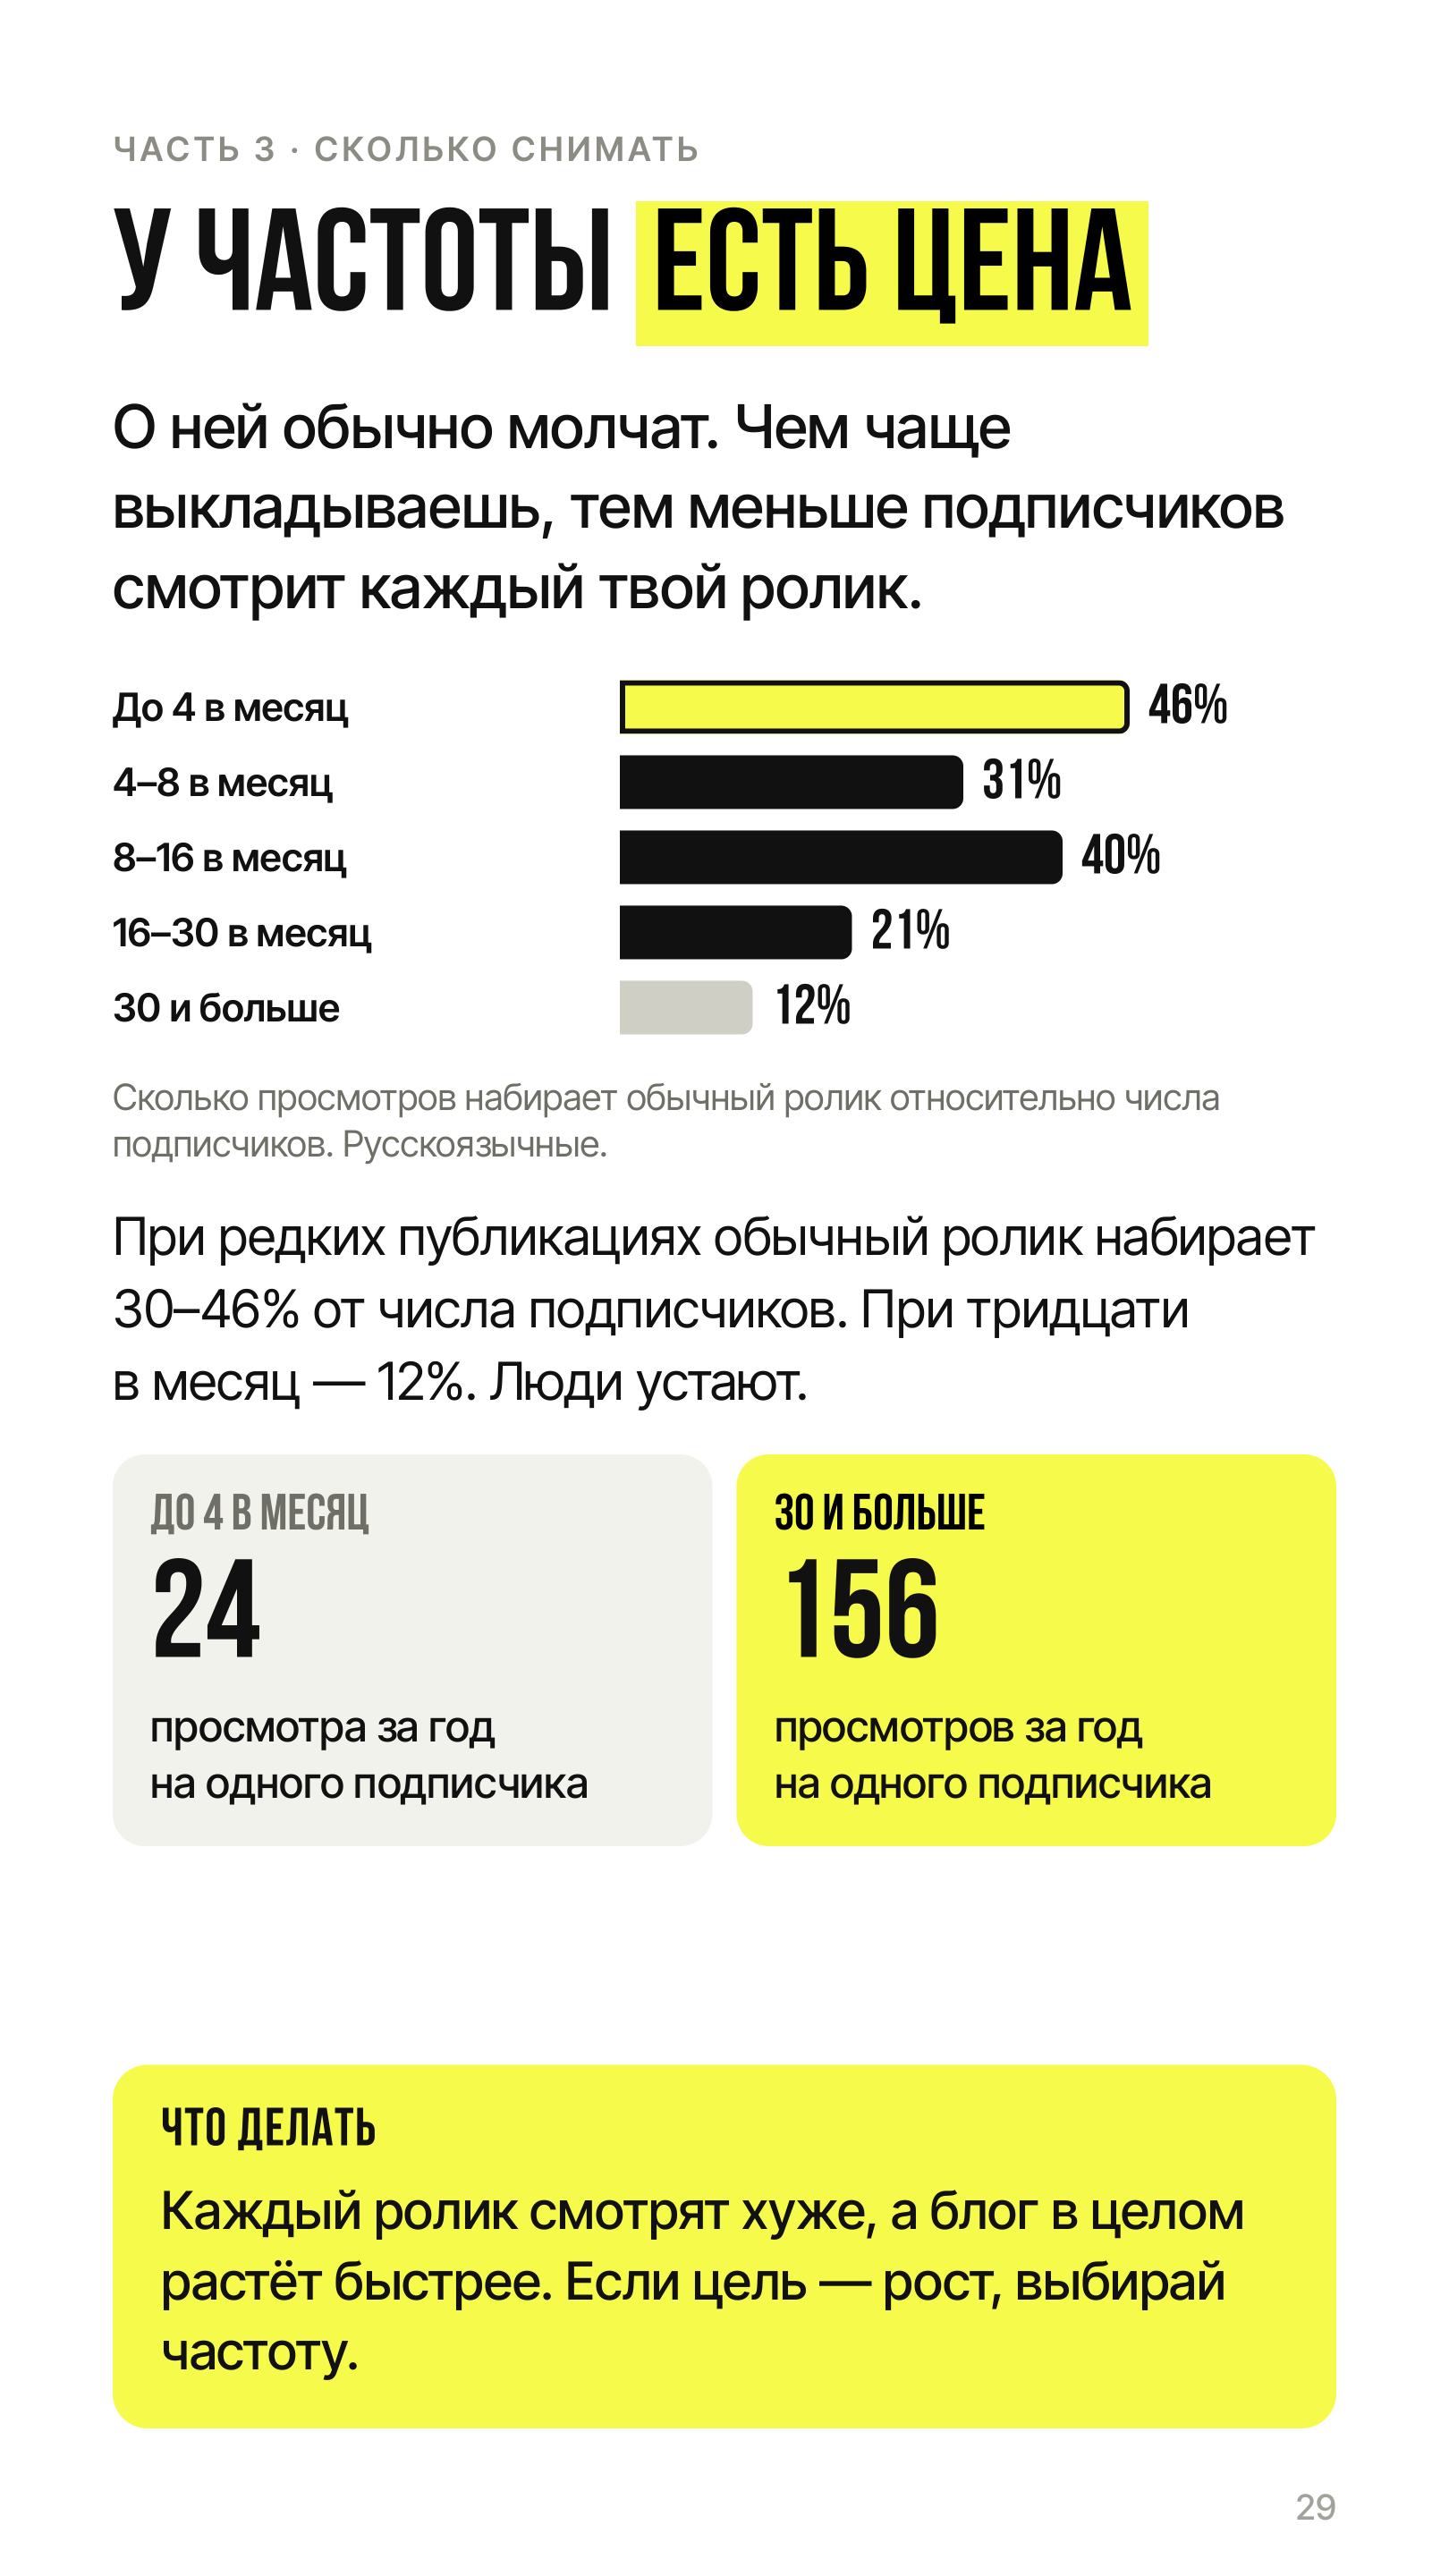 ЧАСТЬ 3 · СКОЛЬКО СНИМАТЬ
У ЧАСТОТЫ ЕСТЬ ЦЕНА
О ней обычно молчат. Чем чаще
выкладываешь, тем меньше подписчиков
смотрит каждый твой ролик.
До 4 в месяц 46%
4–8 в месяц 31%
8–16 в месяц 40%
16–30 в месяц 21%
30 и больше 12%
Сколько просмотров набирает обычный ролик относительно числа
подписчиков. Русскоязычные.
При редких публикациях обычный ролик набирает
30–46% от числа подписчиков. При тридцати
в месяц — 12%. Люди устают.
ДО 4 В МЕСЯЦ
24
просмотра за год
на одного подписчика
30 И БОЛЬШЕ
156
просмотров за год
на одного подписчика
ЧТО ДЕЛАТЬ
Каждый ролик смотрят хуже, а блог в целом
растёт быстрее. Если цель — рост, выбирай
частоту.
29